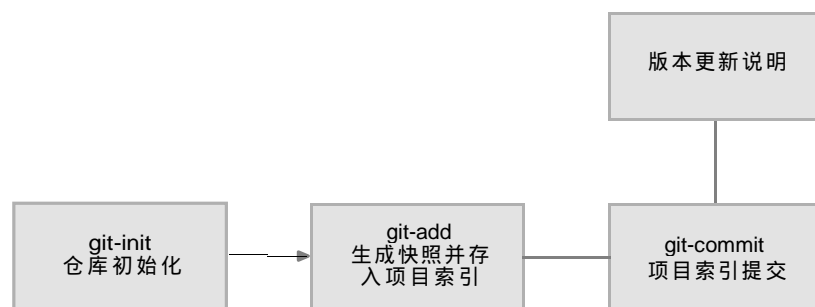 版本更新说明
git-init
仓库初始化
git-add
生成快照并存
入项目索引
git-commit
项目索引提交